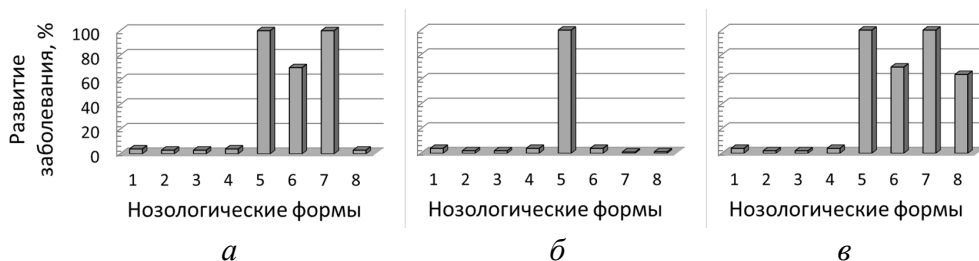 Развитие
заболевания, %
100
80
60
40
20
0
1 2 3 4 5 6 7 8
Нозологические формы
а
1 2 3 4 5 6 7 8
Нозологические формы
б
1 2 3 4 5 6 7 8
Нозологические формы
в